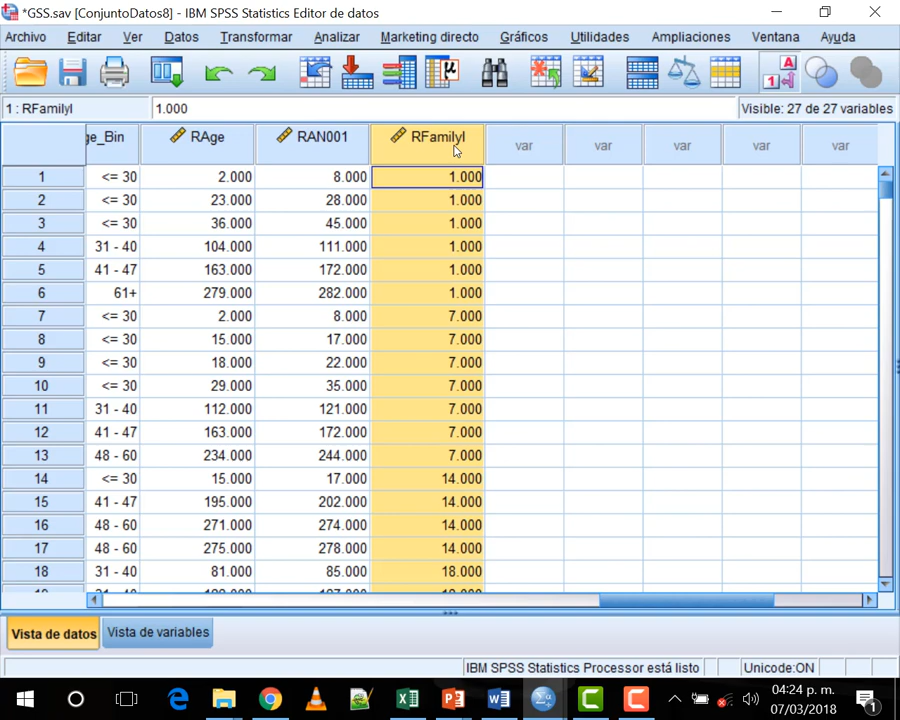 *GSS.sav [ConjuntoDatos8] - IBM SPSS Statistics Editor de datos
Archivo Editar Ver Datos Transformar Analizar Marketing directo Gráficos Utilidades Ampliaciones Ventana Ayuda
1 : RFamilyI 1.000 Visible: 27 de 27 variables
ge_Bin RAge RAN001 RFamilyI var var var var var
1 <= 30 2.000 8.000 1.000
2 <= 30 23.000 28.000 1.000
3 <= 30 36.000 45.000 1.000
4 31 - 40 104.000 111.000 1.000
5 41 - 47 163.000 172.000 1.000
6 61+ 279.000 282.000 1.000
7 <= 30 2.000 8.000 7.000
8 <= 30 15.000 17.000 7.000
9 <= 30 18.000 22.000 7.000
10 <= 30 29.000 35.000 7.000
11 31 - 40 112.000 121.000 7.000
12 41 - 47 163.000 172.000 7.000
13 48 - 60 234.000 244.000 7.000
14 <= 30 15.000 17.000 14.000
15 41 - 47 195.000 202.000 14.000
16 48 - 60 271.000 274.000 14.000
17 48 - 60 275.000 278.000 14.000
18 31 - 40 81.000 85.000 18.000
Vista de datos Vista de variables
IBM SPSS Statistics Processor está listo Unicode:ON
04:24 p. m.
07/03/2018